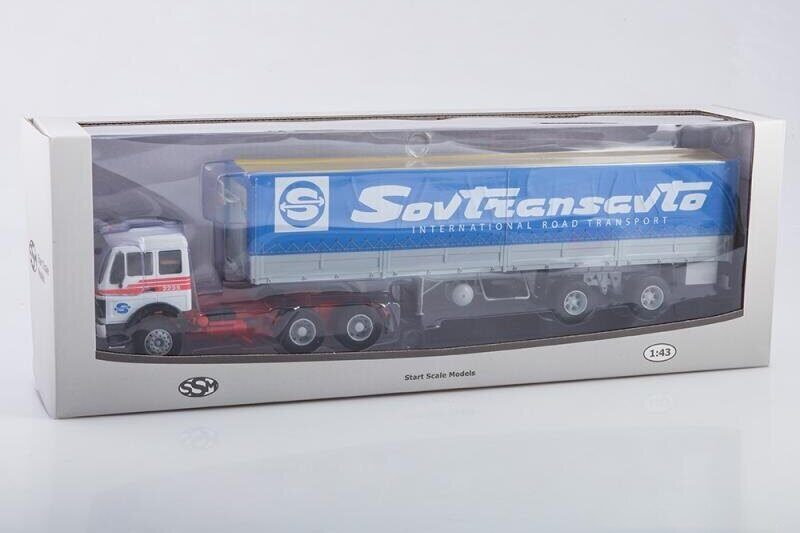 S
Sovtransavto
INTERNATIONAL ROAD TRANSPORT
SSM
Start Scale Models
1:43